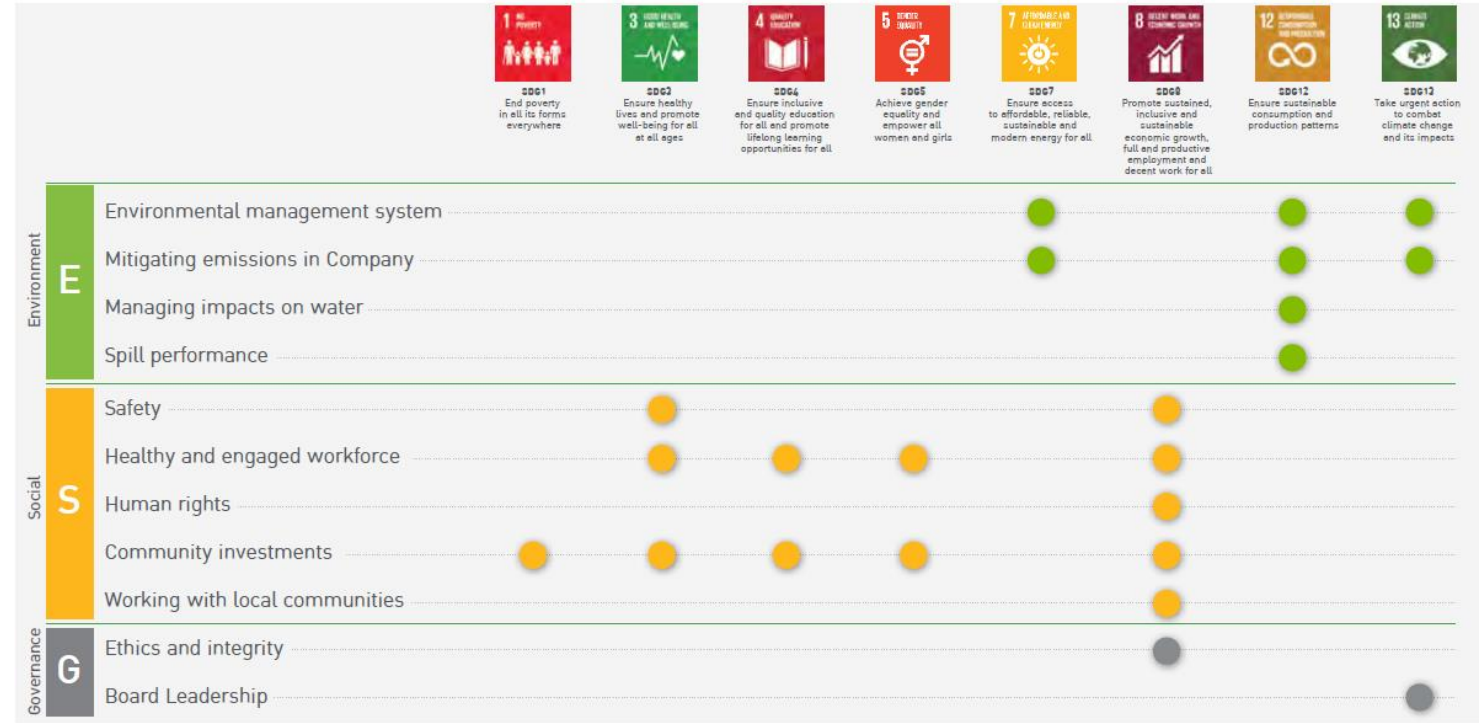 1 NO
POVERTY
3 GOOD HEALTH
AND WELL-BEING
4 QUALITY
EDUCATION
5 GENDER
EQUALITY
7 AFFORDABLE AND
CLEAN ENERGY
8 DECENT WORK AND
ECONOMIC GROWTH
12 RESPONSIBLE
CONSUMPTION
AND PRODUCTION
13 CLIMATE
ACTION
SDG1
End poverty
in all its forms
everywhere
SDG3
Ensure healthy
lives and promote
well-being for all
at all ages
SDG4
Ensure inclusive
and quality education
for all and promote
lifelong learning
opportunities for all
SDG5
Achieve gender
equality and
empower all
women and girls
SDG7
Ensure access
to affordable, reliable,
sustainable and
modern energy for all
SDG8
Promote sustained,
inclusive and
sustainable
economic growth,
full and productive
employment and
decent work for all
SDG12
Ensure sustainable
consumption and
production patterns
SDG13
Take urgent action
to combat
climate change
and its impacts
Environment
E
Environmental management system
Mitigating emissions in Company
Managing impacts on water
Spill performance
Social
S
Safety
Healthy and engaged workforce
Human rights
Community investments
Working with local communities
Governance
G
Ethics and integrity
Board Leadership